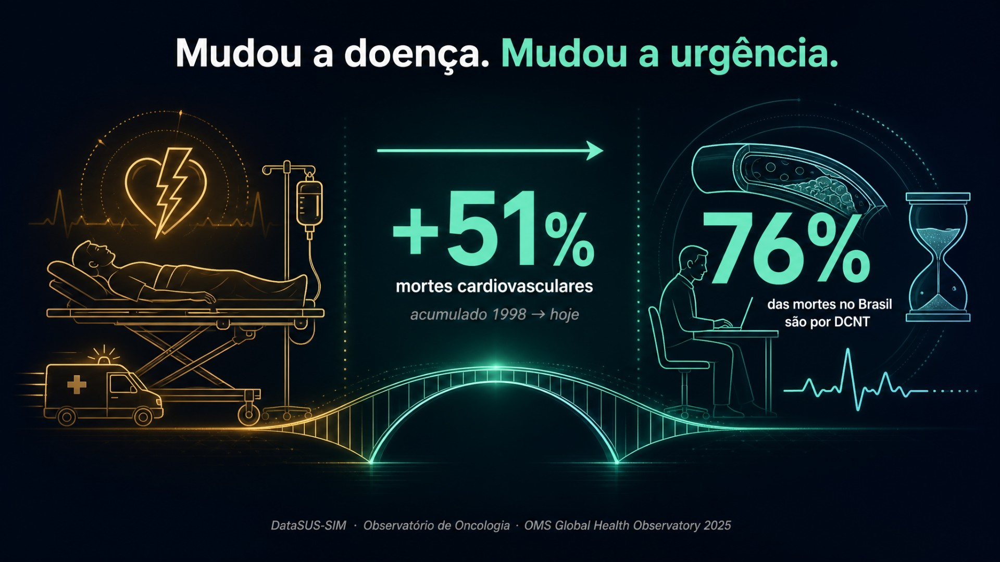 Mudou a doença. Mudou a urgência.
+51%
mortes cardiovasculares
acumulado 1998 → hoje
76%
das mortes no Brasil
são por DCNT
DataSUS-SIM · Observatório de Oncologia · OMS Global Health Observatory 2025